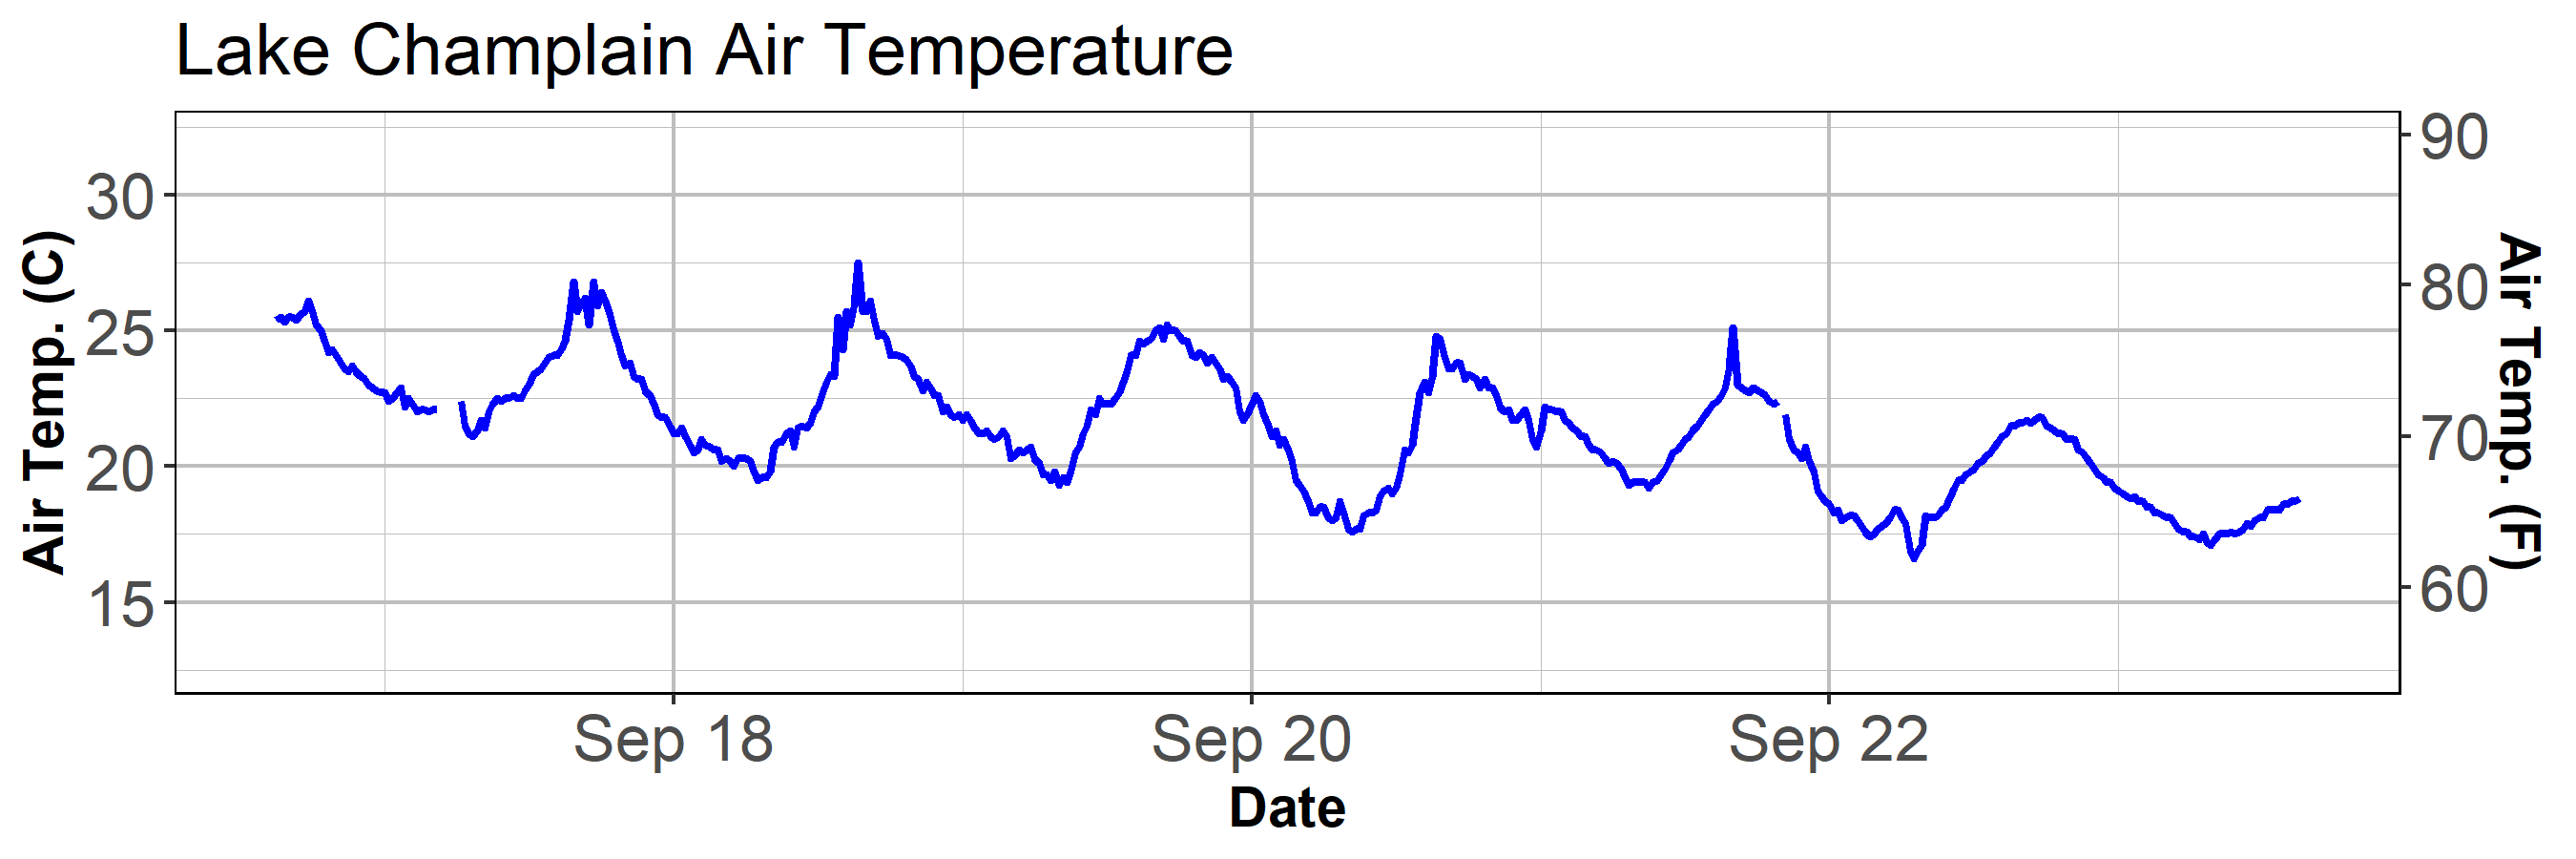 Lake Champlain Air Temperature
Air Temp. (C)
30
25
20
15
90
80
70
60
Air Temp. (F)
Sep 18 Sep 20 Sep 22
Date